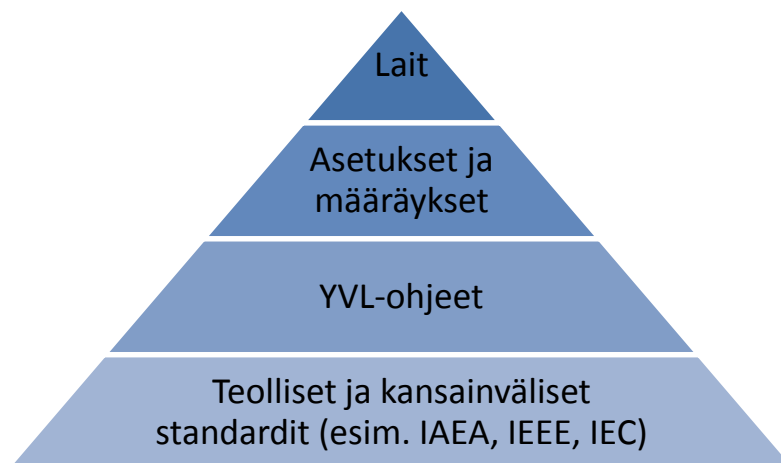 Lait
Asetukset ja
määräykset
YVL-ohjeet
Teolliset ja kansainväliset
standardit (esim. IAEA, IEEE, IEC)